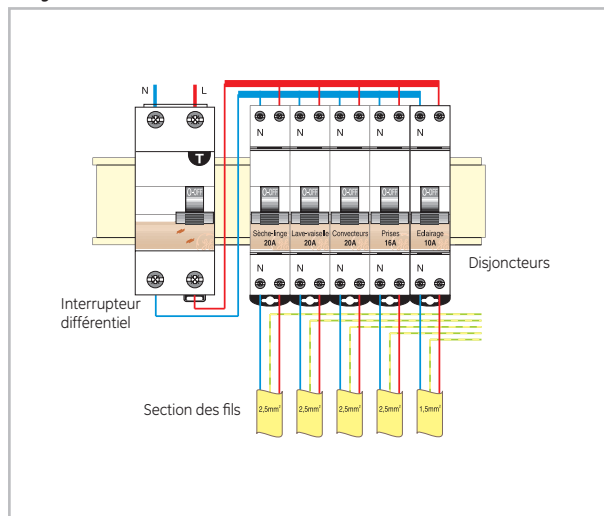 N L
T
N N N N N
0-OFF 0-OFF 0-OFF 0-OFF 0-OFF 0-OFF
Sèche-linge Lave-vaiselle Convecteurs Prises Eclairage
20A 20A 20A 16A 10A
Disjoncteurs
N N N N N
Interrupteur
différentiel
Section des fils
2,5mm² 2,5mm² 2,5mm² 2,5mm² 1,5mm²